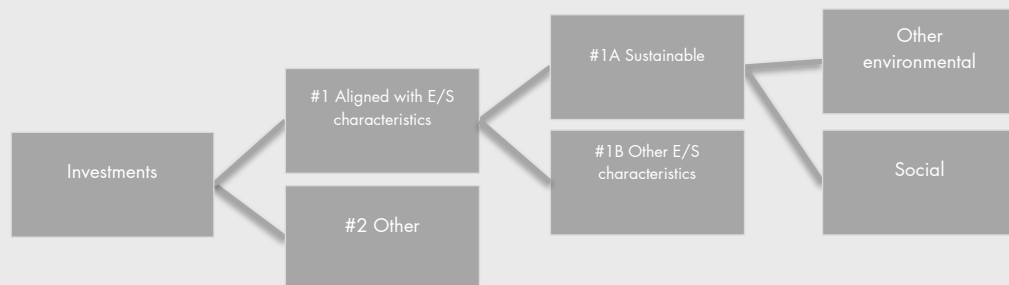 Investments
#1 Aligned with E/S
characteristics
#2 Other
#1A Sustainable
#1B Other E/S
characteristics
Other
environmental
Social